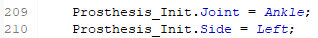 209 Prosthesis_Init.Joint = Ankle;
210 Prosthesis_Init.Side = Left;